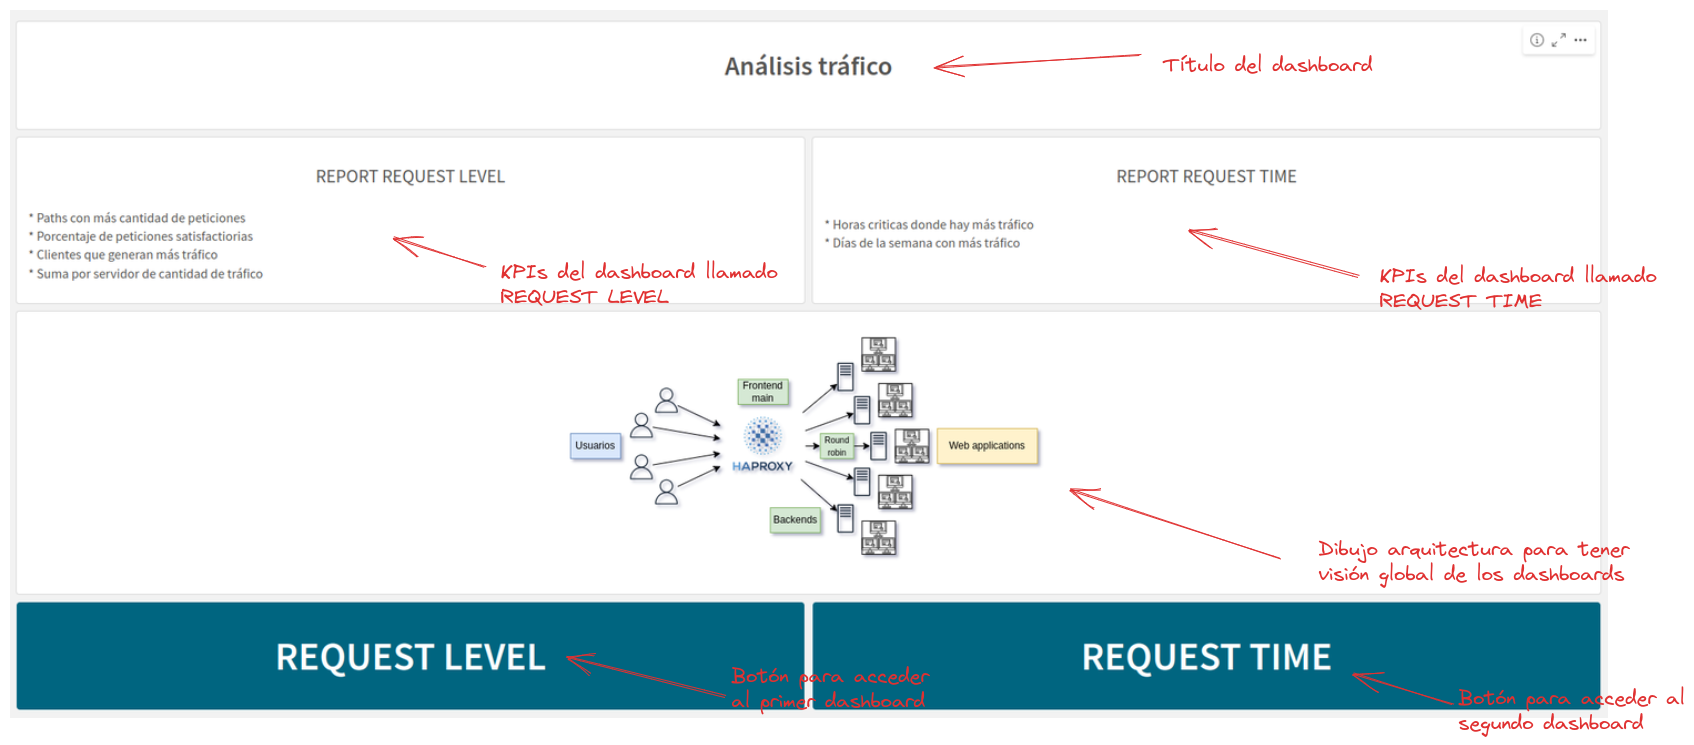 Análisis tráfico
Título del dashboard
REPORT REQUEST LEVEL
* Paths con más cantidad de peticiones
* Porcentaje de peticiones satisfactiorias
* Clientes que generan más tráfico
* Suma por servidor de cantidad de tráfico
KPIs del dashboard llamado
REQUEST LEVEL
REPORT REQUEST TIME
* Horas criticas donde hay más tráfico
* Días de la semana con más tráfico
KPIs del dashboard llamado
REQUEST TIME
Usuarios
Frontend
main
HAPROXY
Round
robin
Backends
Web applications
Dibujo arquitectura para tener
visión global de los dashboards
REQUEST LEVEL
Botón para acceder
al primer dashboard
REQUEST TIME
Botón para acceder al
segundo dashboard